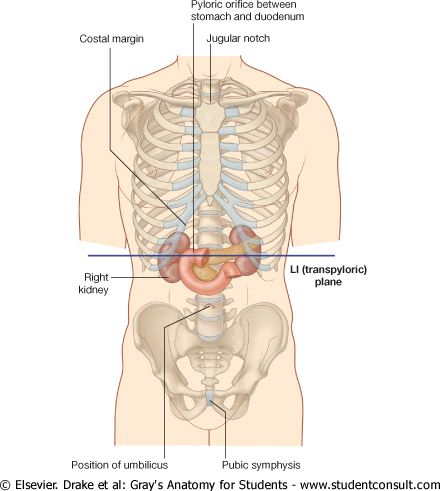 Pyloric orifice between
stomach and duodenum
Costal margin
Jugular notch
LI (transpyloric)
plane
Right
kidney
Position of umbilicus
Pubic symphysis
© Elsevier. Drake et al: Gray's Anatomy for Students - www.studentconsult.com